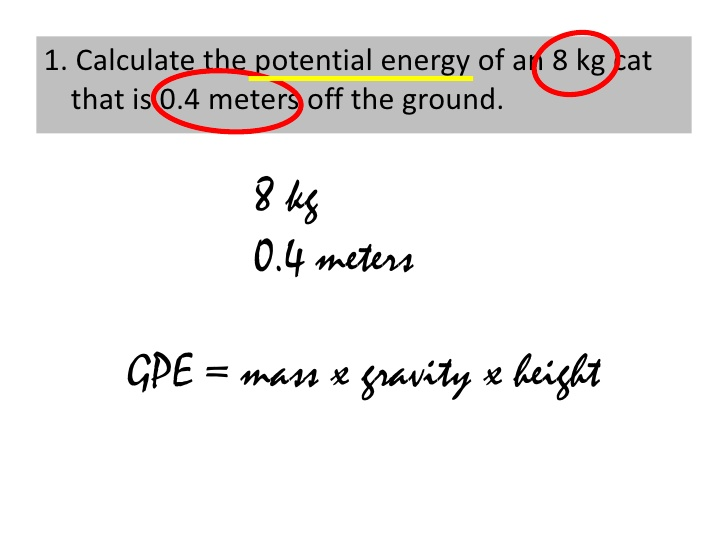 1. Calculate the potential energy of an 8 kg cat
that is 0.4 meters off the ground.
8 kg
0.4 meters
GPE = mass x gravity x height